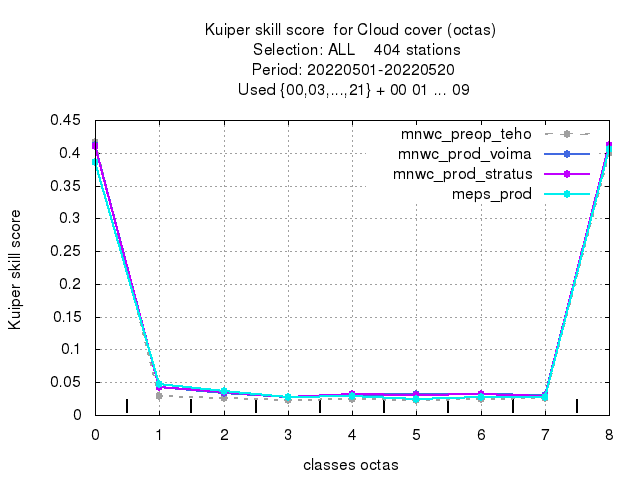 Kuiper skill score  for Cloud cover (octas)
Selection: ALL    404 stations
Period: 20220501-20220520
Used {00,03,...,21} + 00 01 ... 09
mnwc_preop_teho
mnwc_prod_voima
mnwc_prod_stratus
meps_prod
Kuiper skill score
0.45
0.4
0.35
0.3
0.25
0.2
0.15
0.1
0.05
0
0 1 2 3 4 5 6 7 8
classes octas